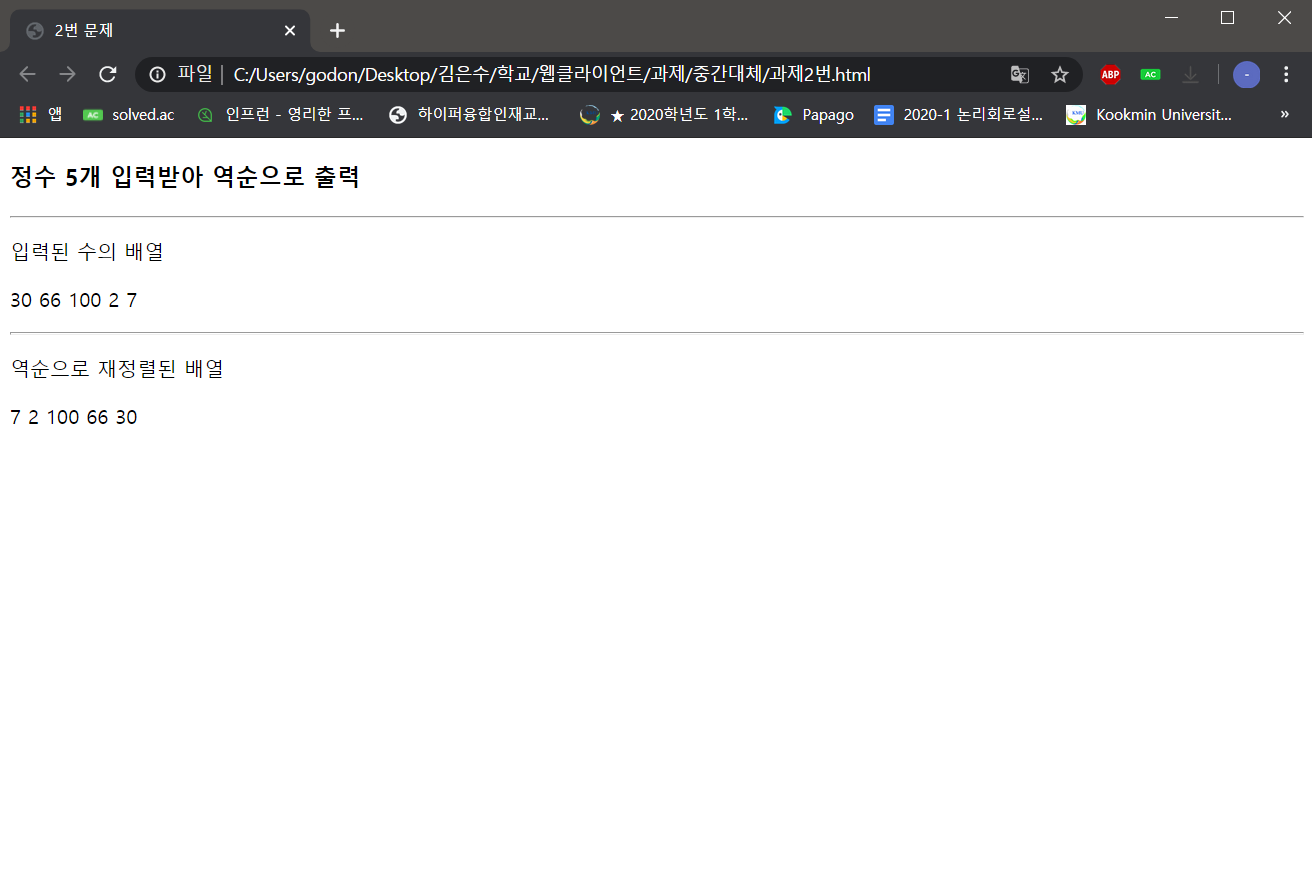 2번 문제
파일 | C:/Users/godon/Desktop/김은수/학교/웹클라이언트/과제/중간대체/과제2번.html
ABP AC -
앱 AC solved.ac 인프런 - 영리한 프... 하이퍼융합인재교... ★ 2020학년도 1학... Papago 2020-1 논리회로설... Kookmin Universit... »
정수 5개 입력받아 역순으로 출력
입력된 수의 배열
30 66 100 2 7
역순으로 재정렬된 배열
7 2 100 66 30